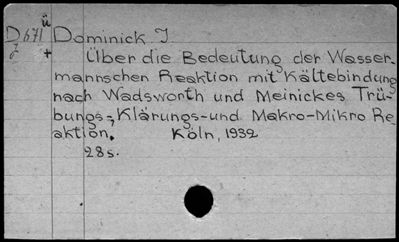 ü
D 671 Dominick. J
+ Über die Bedeutung der Wasser-
mannschen Reaktion mit Kältebindung
nach Wadsworth und Meinickes Trü-
bungs-, Klärungs-und Makro-Mikro Re
aktion. Köln, 1932
28s.